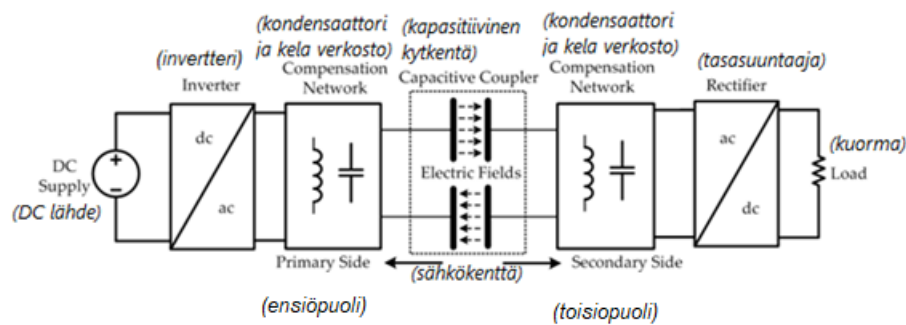 (kondensaattori
ja kela verkosto)
(kapasitiivinen
kytkentä)
(kondensaattori
ja kela verkosto)
(invertteri)
(tasasuuntaaja)
Inverter
Compensation
Network
Capacitive Coupler
Compensation
Network
Rectifier
dc
ac
ac
dc
+
−
DC
Supply
(DC lähde)
Electric Fields
(kuorma)
Load
Primary Side
(sähkökenttä)
Secondary Side
(ensiöpuoli)
(toisiopuoli)